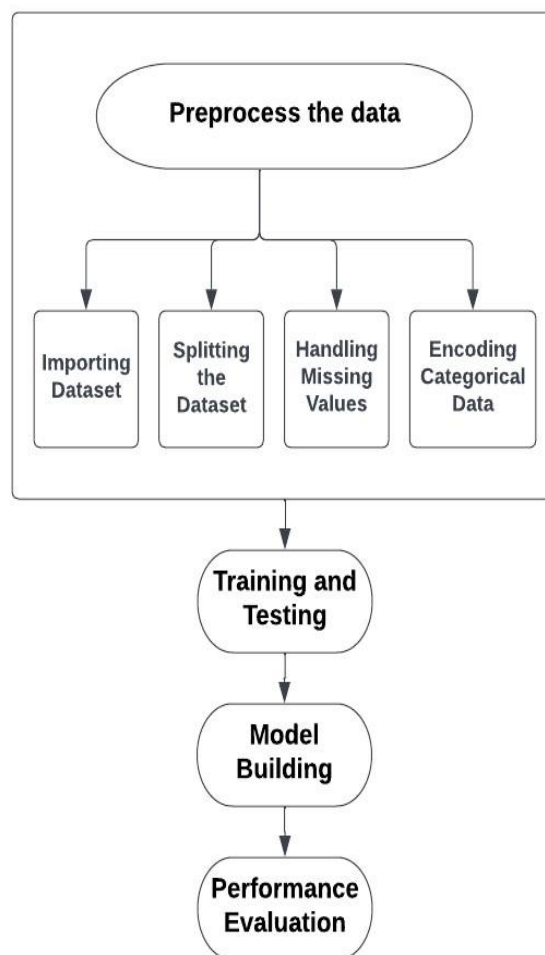 Preprocess the data
Importing
Dataset
Splitting
the
Dataset
Handling
Missing
Values
Encoding
Categorical
Data
Training and
Testing
Model
Building
Performance
Evaluation